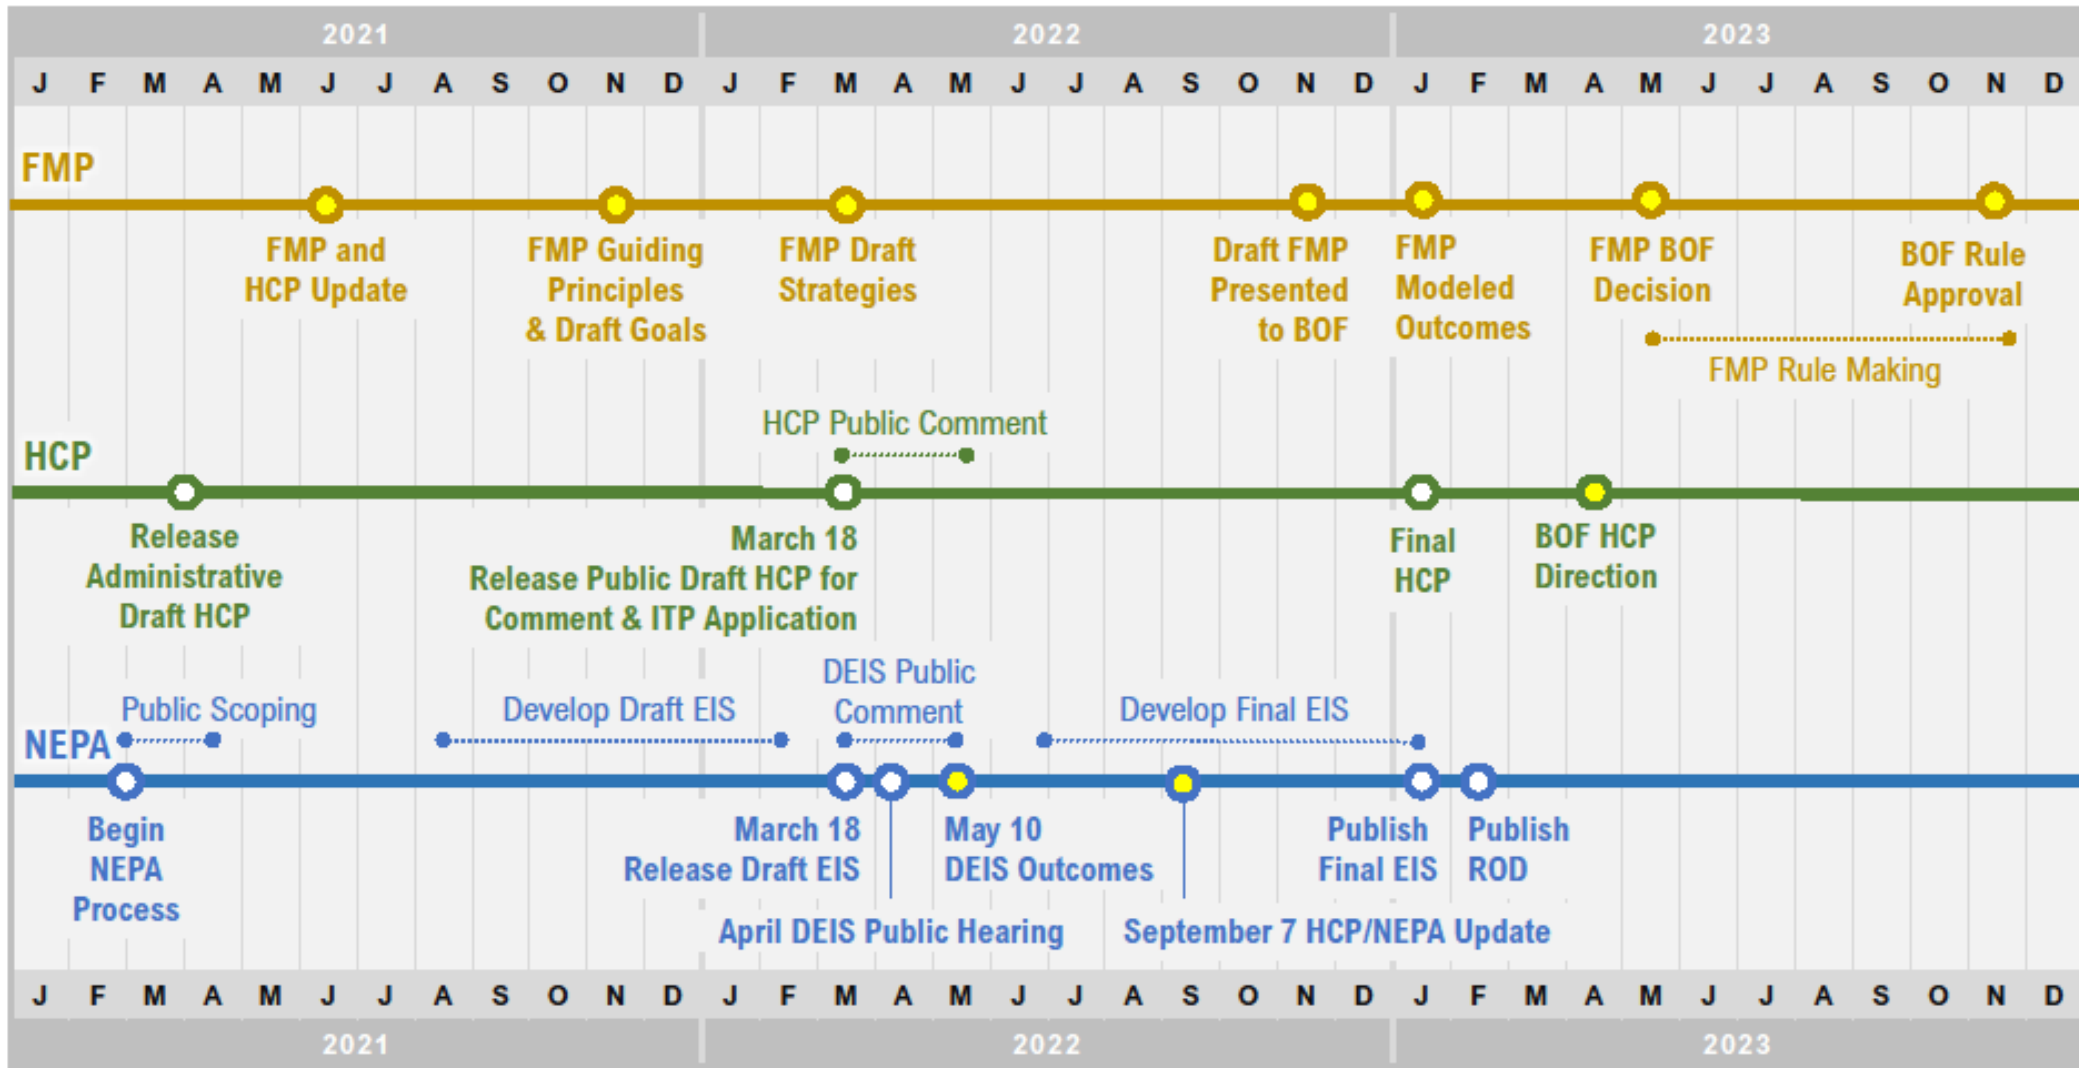 2021 2022 2023
J F M A M J J A S O N D J F M A M J J A S O N D J F M A M J J A S O N D
FMP
FMP and
HCP Update
FMP Guiding
Principles
& Draft Goals
FMP Draft
Strategies
Draft FMP
Presented
to BOF
FMP
Modeled
Outcomes
FMP BOF
Decision
BOF Rule
Approval
FMP Rule Making
HCP Public Comment
HCP
Release
Administrative
Draft HCP
March 18
Release Public Draft HCP for
Comment & ITP Application
Final
HCP
BOF HCP
Direction
Public Scoping
Develop Draft EIS
DEIS Public
Comment
Develop Final EIS
NEPA
Begin
NEPA
Process
March 18
Release Draft EIS
May 10
DEIS Outcomes
Publish
Final EIS
Publish
ROD
April DEIS Public Hearing
September 7 HCP/NEPA Update
J F M A M J J A S O N D J F M A M J J A S O N D J F M A M J J A S O N D
2021 2022 2023